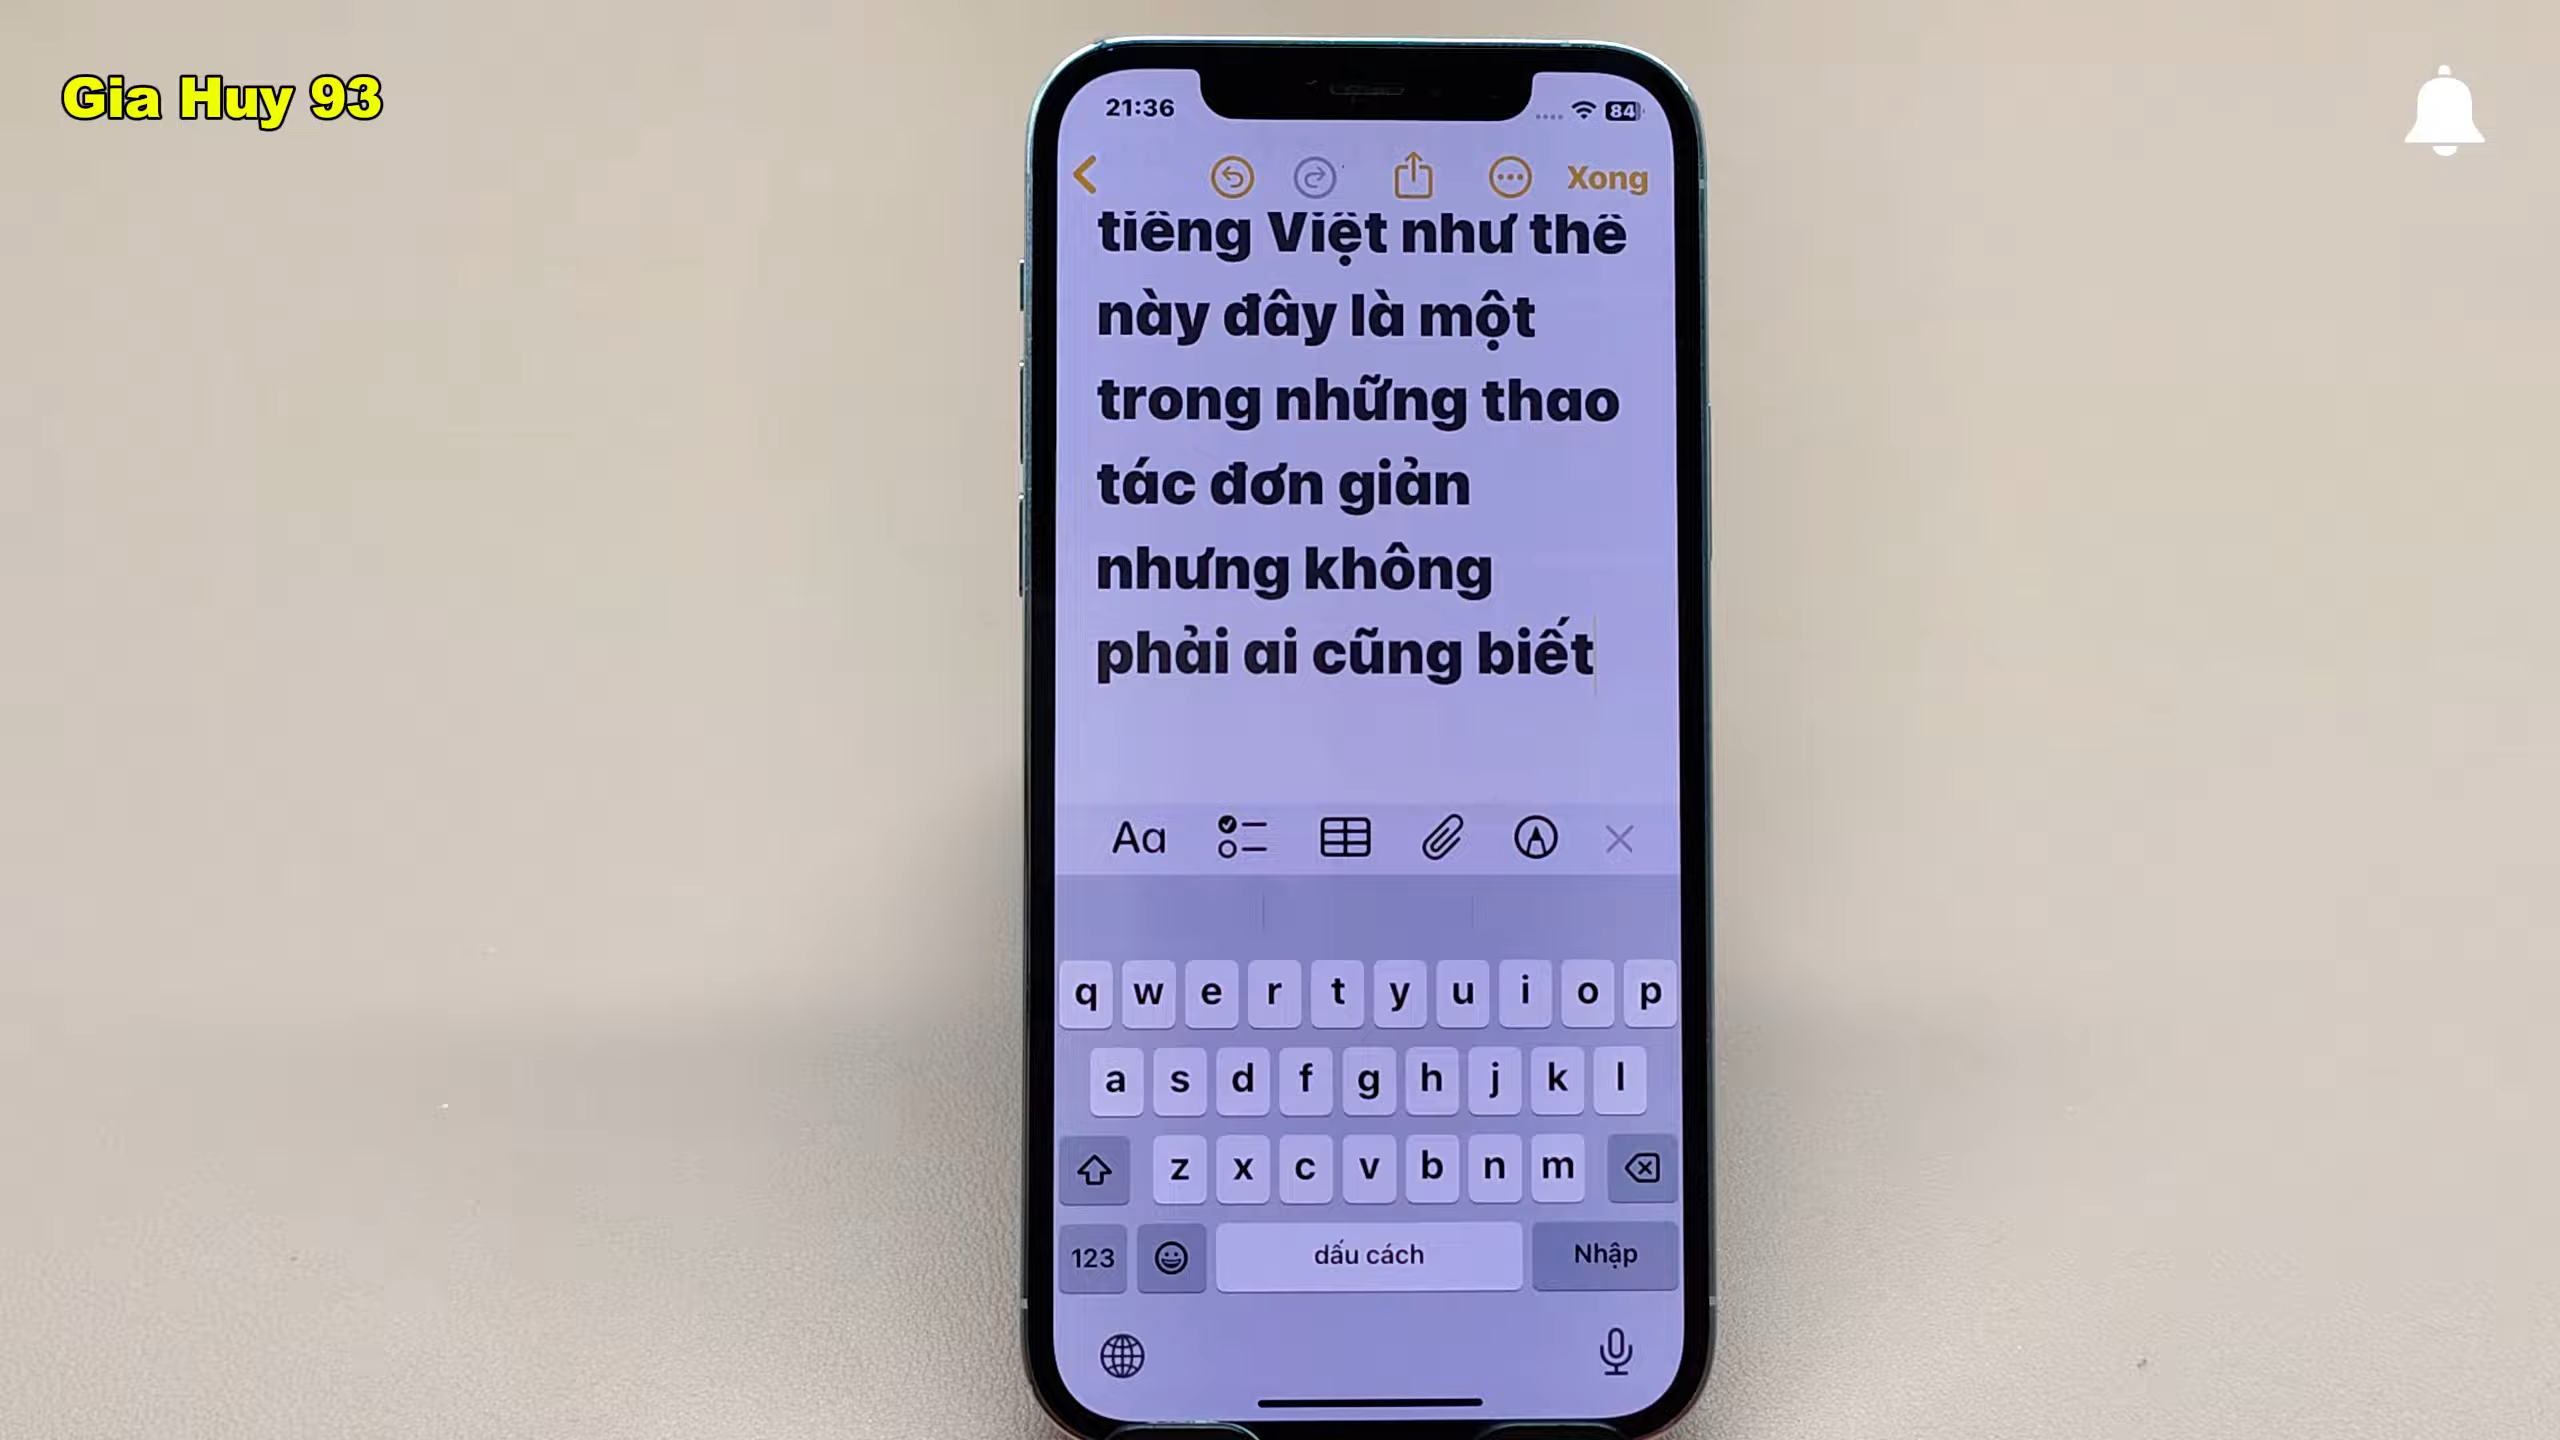 Gia Huy 93
21:36
84
Xong
tiếng Việt như thế
này đây là một
trong những thao
tác đơn giản
nhưng không
phải ai cũng biết
Aa
q w e r t y u i o p
a s d f g h j k l
z x c v b n m
123 dấu cách Nhập